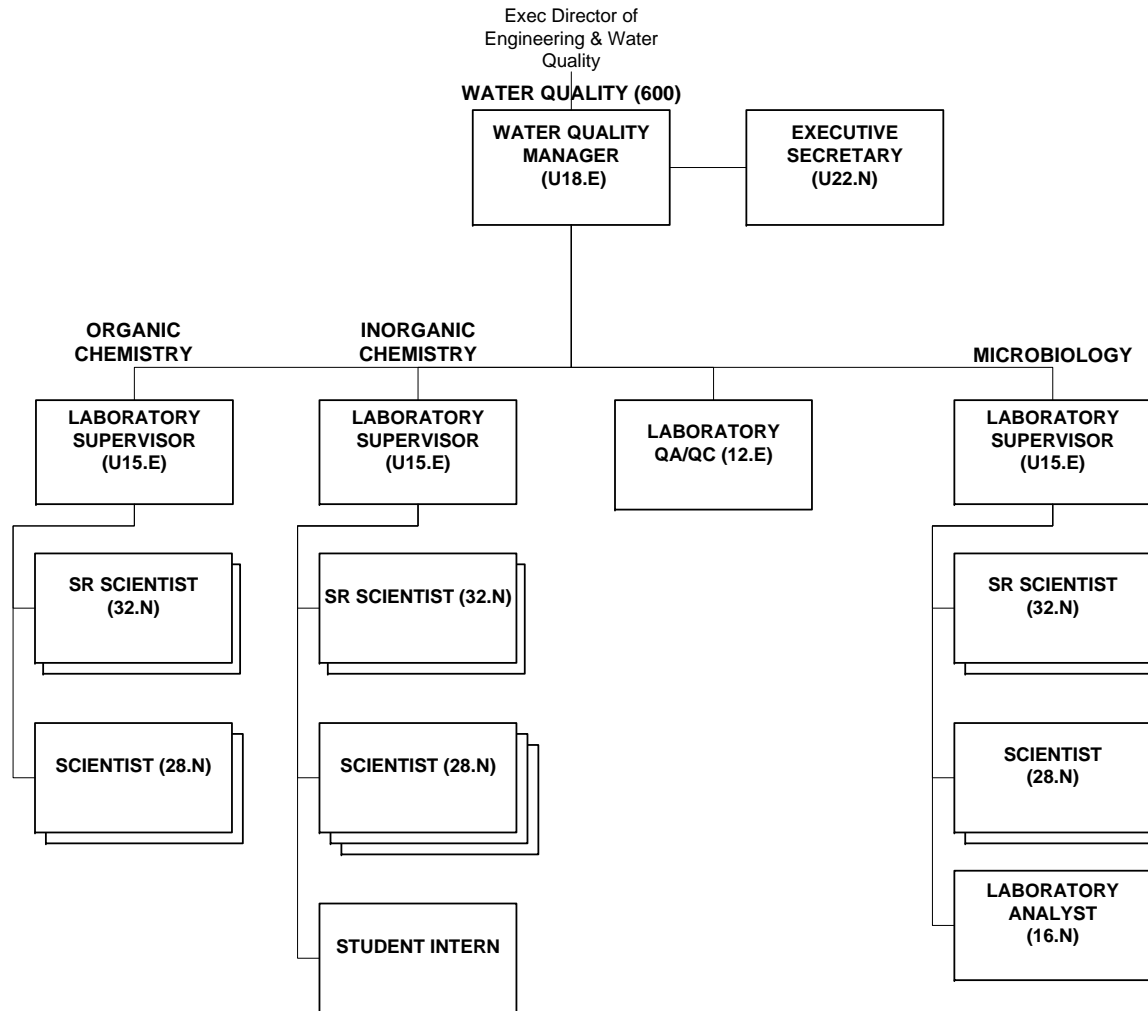 Exec Director of
Engineering & Water
Quality
WATER QUALITY (600)
WATER QUALITY
MANAGER
(U18.E)
EXECUTIVE
SECRETARY
(U22.N)
ORGANIC
CHEMISTRY
INORGANIC
CHEMISTRY
MICROBIOLOGY
LABORATORY
SUPERVISOR
(U15.E)
LABORATORY
SUPERVISOR
(U15.E)
LABORATORY
QA/QC (12.E)
LABORATORY
SUPERVISOR
(U15.E)
SR SCIENTIST
(32.N)
SR SCIENTIST (32.N)
SR SCIENTIST
(32.N)
SCIENTIST (28.N)
SCIENTIST (28.N)
SCIENTIST
(28.N)
STUDENT INTERN
LABORATORY
ANALYST
(16.N)